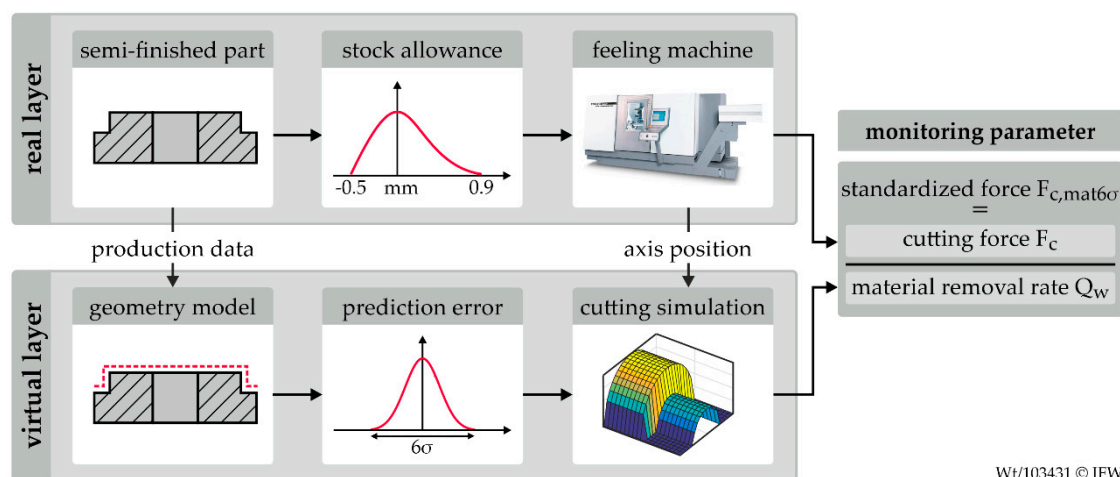 real layer
semi-finished part
stock allowance
feeling machine
-0.5
mm
0.9
production data
axis position
virtual layer
geometry model
prediction error
cutting simulation
6σ
monitoring parameter
standardized force Fc,mat6σ
=
cutting force Fc
material removal rate Qw
Wt/103431 © IFW